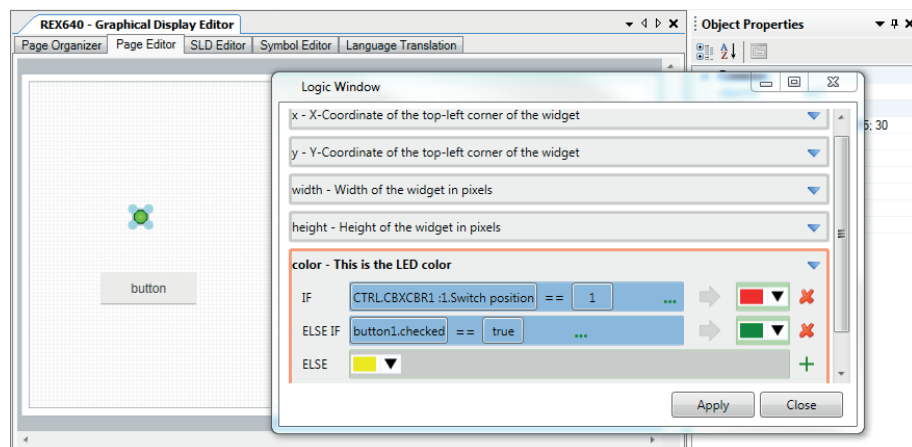 REX640 - Graphical Display Editor
Object Properties
Page Organizer Page Editor SLD Editor Symbol Editor Language Translation
Logic Window
x - X-Coordinate of the top-left corner of the widget
5; 30
y - Y-Coordinate of the top-left corner of the widget
width - Width of the widget in pixels
height - Height of the widget in pixels
color - This is the LED color
button
IF CTRL.CBXCBR1 :1.Switch position == 1 ...
ELSE IF button1.checked == true ...
ELSE
Apply Close